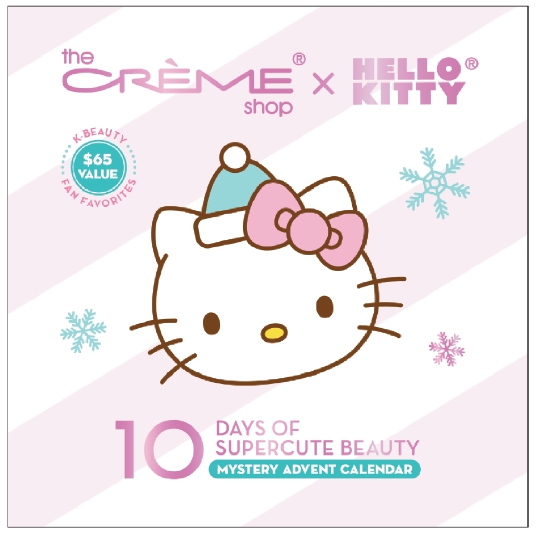 the
CRÈME®
shop
×
HELLO®
KITTY
K-BEAUTY
$65
VALUE
FAN FAVORITES
10
DAYS OF
SUPERCUTE BEAUTY
MYSTERY ADVENT CALENDAR